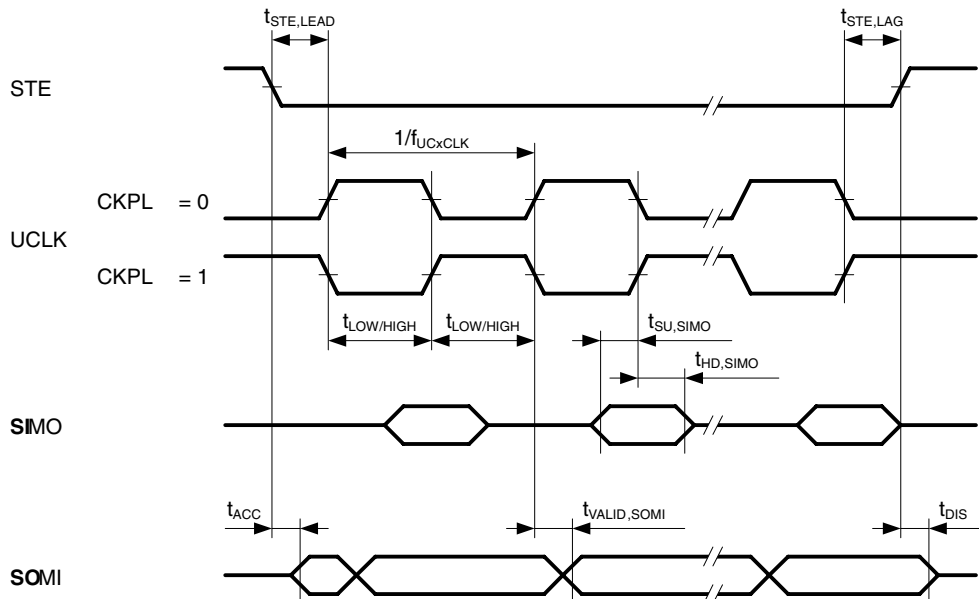 tSTE,LEAD
tSTE,LAG
STE
1/fUCxCLK
CKPL = 0
UCLK
CKPL = 1
tLOW/HIGH tLOW/HIGH
tSU,SIMO
tHD,SIMO
SIMO
tACC
tVALID,SOMI
tDIS
SOMI